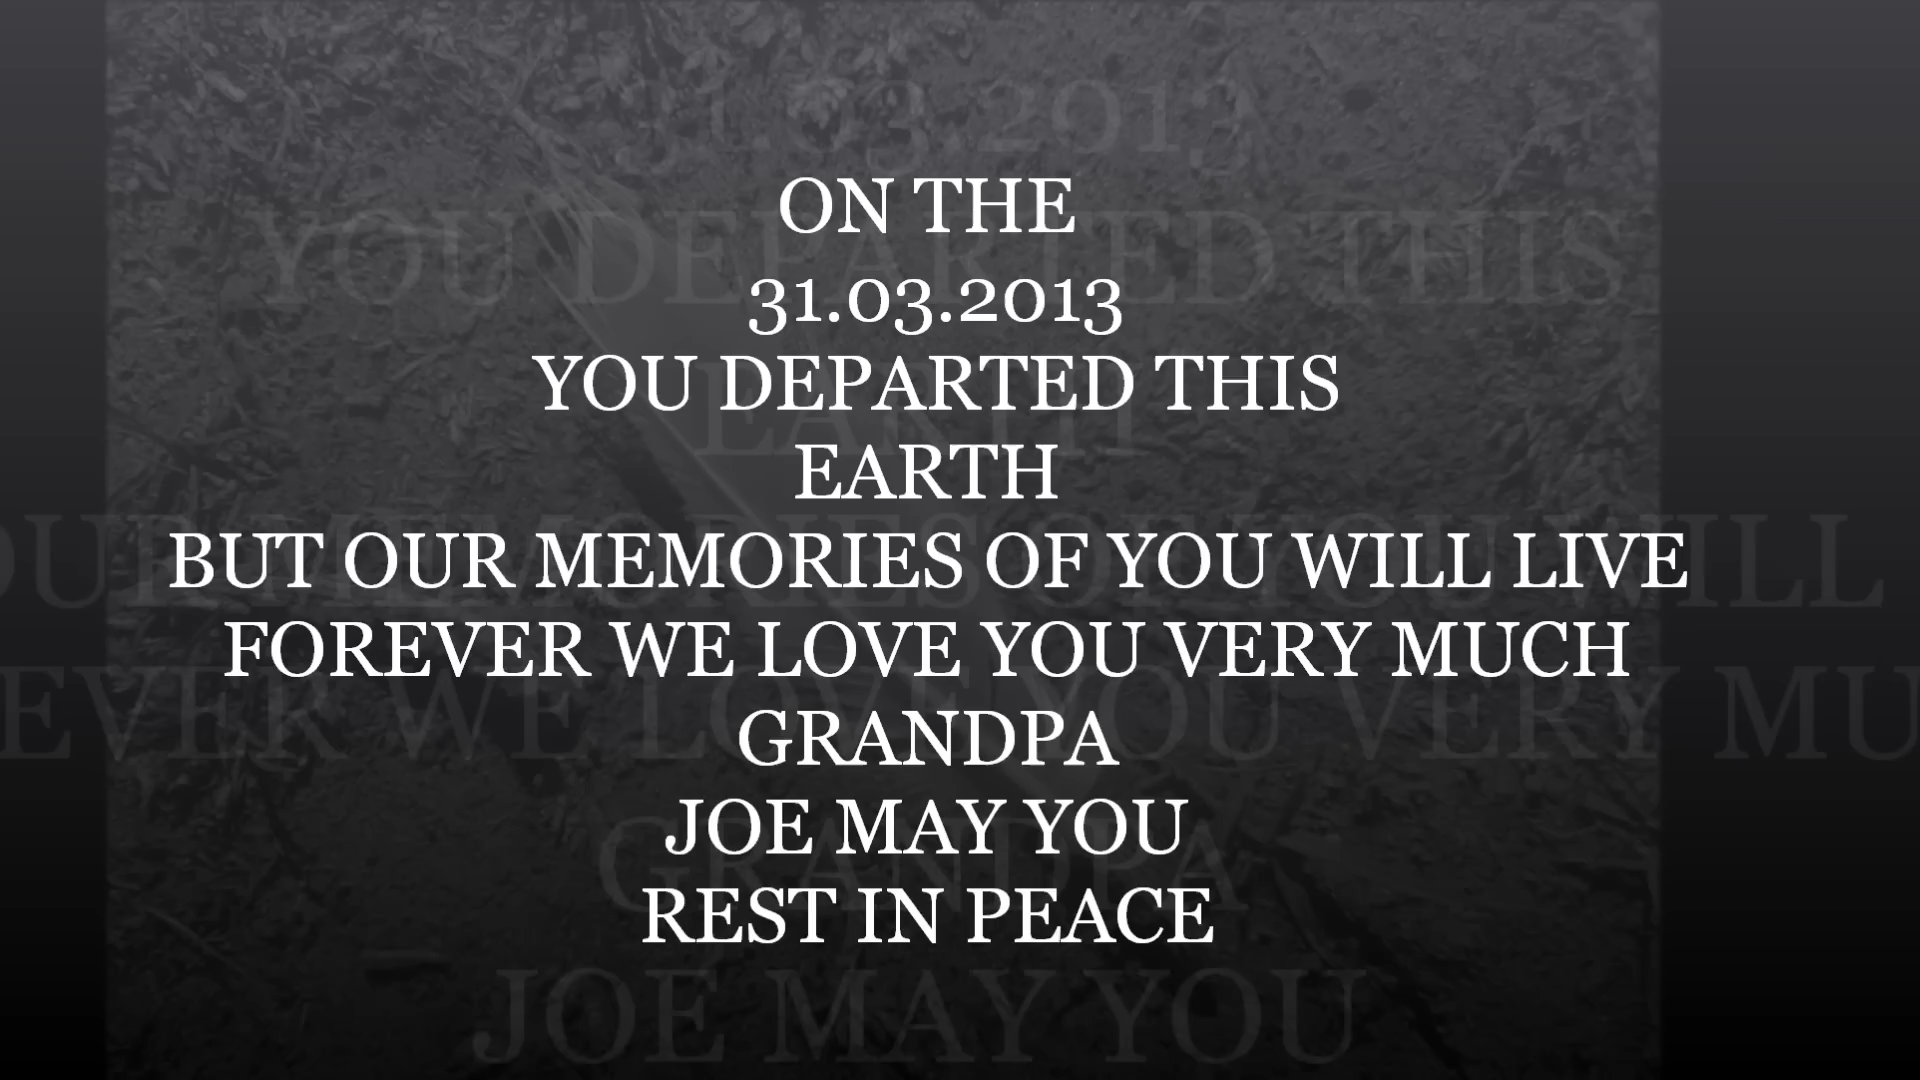 ON THE
31.03.2013
YOU DEPARTED THIS
EARTH
BUT OUR MEMORIES OF YOU WILL LIVE
FOREVER WE LOVE YOU VERY MUCH
GRANDPA
JOE MAY YOU
REST IN PEACE